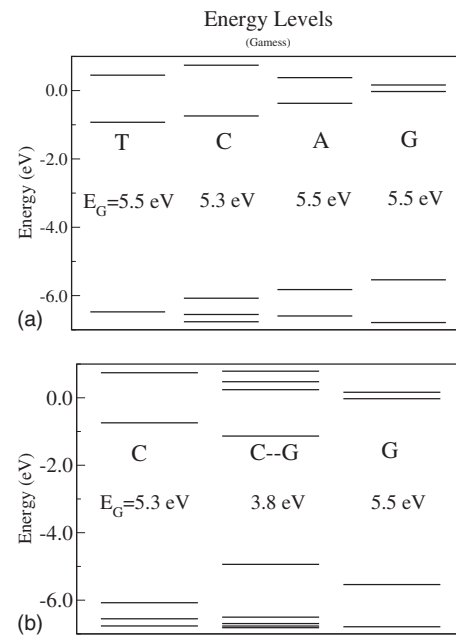 Energy Levels
(Gamess)
0.0
-2.0
-4.0
-6.0
Energy (eV)
T C A G
E_G=5.5 eV 5.3 eV 5.5 eV 5.5 eV
(a)
0.0
-2.0
-4.0
-6.0
Energy (eV)
C C--G G
E_G=5.3 eV 3.8 eV 5.5 eV
(b)